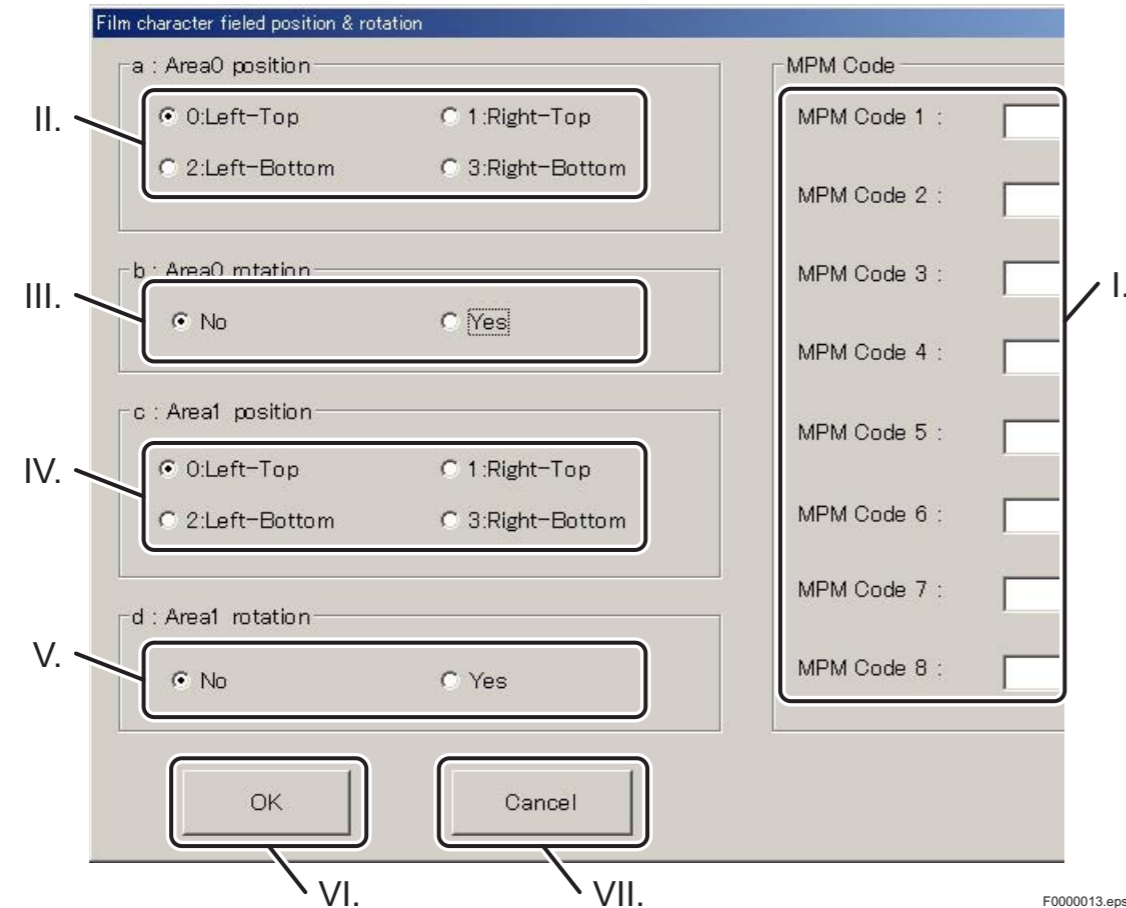 Film character fieled position & rotation
a : Area0 position
II.
0:Left-Top 1:Right-Top
2:Left-Bottom 3:Right-Bottom
b : Area0 rotation
III.
No Yes
c : Area1 position
IV.
0:Left-Top 1:Right-Top
2:Left-Bottom 3:Right-Bottom
d : Area1 rotation
V.
No Yes
MPM Code
MPM Code 1 :
MPM Code 2 :
MPM Code 3 :
MPM Code 4 :
MPM Code 5 :
MPM Code 6 :
MPM Code 7 :
MPM Code 8 :
I.
OK Cancel
VI. VII.
F0000013.eps